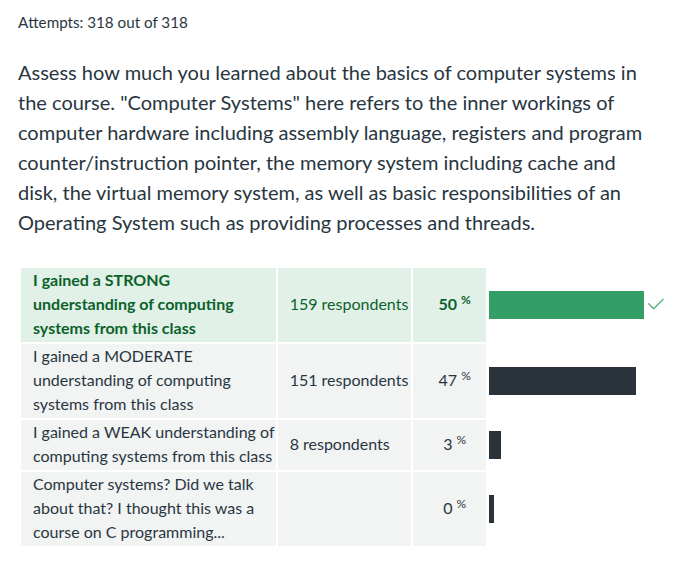 Attempts: 318 out of 318
Assess how much you learned about the basics of computer systems in
the course. "Computer Systems" here refers to the inner workings of
computer hardware including assembly language, registers and program
counter/instruction pointer, the memory system including cache and
disk, the virtual memory system, as well as basic responsibilities of an
Operating System such as providing processes and threads.
I gained a STRONG
understanding of computing
systems from this class
159 respondents
50 %
I gained a MODERATE
understanding of computing
systems from this class
151 respondents
47 %
I gained a WEAK understanding of
computing systems from this class
8 respondents
3 %
Computer systems? Did we talk
about that? I thought this was a
course on C programming...
0 %